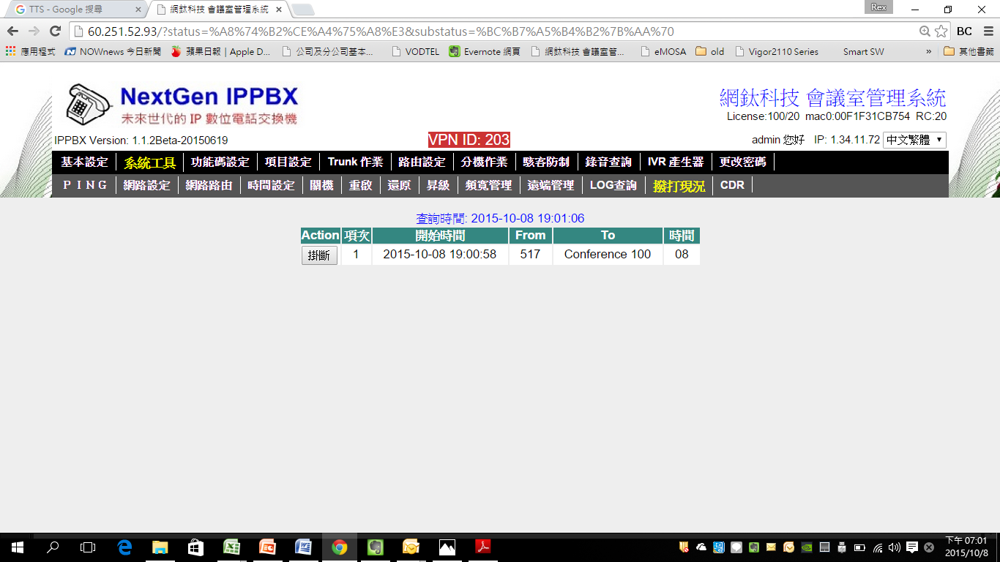 TTS - Google 搜尋
網鈦科技 會議室管理系統
Rex
60.251.52.93/?status=%A8%74%B2%CE%A4%75%A8%E3&substatus=%BC%B7%A5%B4%B2%7B%AA%70
BC
應用程式 NOWnews 今日新聞 蘋果日報 | Apple D... 公司及分公司基本... VODTEL Evernote 網頁 網鈦科技 會議室管... eMOSA old Vigor2110 Series Smart SW » 其他書籤
NextGen IPPBX
未來世代的 IP 數位電話交換機
網鈦科技 會議室管理系統
License:100/20 mac0:00F1F31CB754 RC:20
IPPBX Version: 1.1.2Beta-20150619 VPN ID: 203 admin 您好 IP: 1.34.11.72 中文繁體
基本設定 系統工具 功能碼設定 項目設定 Trunk 作業 路由設定 分機作業 駭客防制 錄音查詢 IVR 產生器 更改密碼
ＰＩＮＧ 網路設定 網路路由 時間設定 關機 重啟 還原 昇級 頻寬管理 遠端管理 LOG查詢 撥打現況 CDR
查詢時間: 2015-10-08 19:01:06
Action 項次 開始時間 From To 時間
掛斷 1 2015-10-08 19:00:58 517 Conference 100 08
下午 07:01
2015/10/8